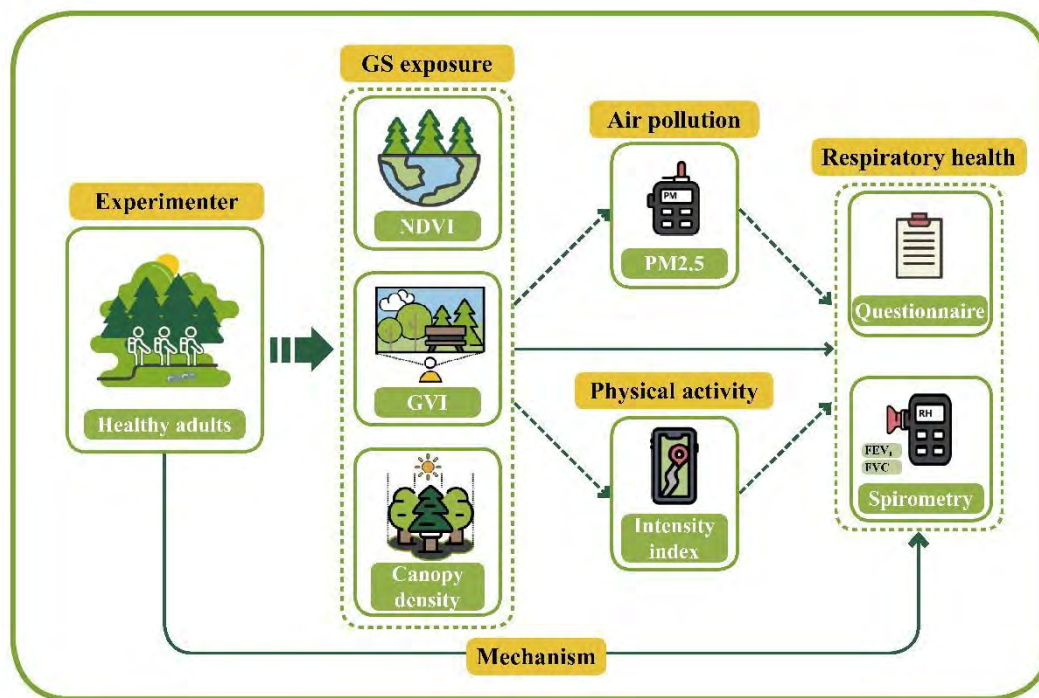 GS exposure
Air pollution
Respiratory health
Experimenter
NDVI
PM
PM2.5
Questionnaire
Healthy adults
GVI
Physical activity
RH
FEV₁
FVC
Spirometry
Intensity
index
Canopy
density
Mechanism